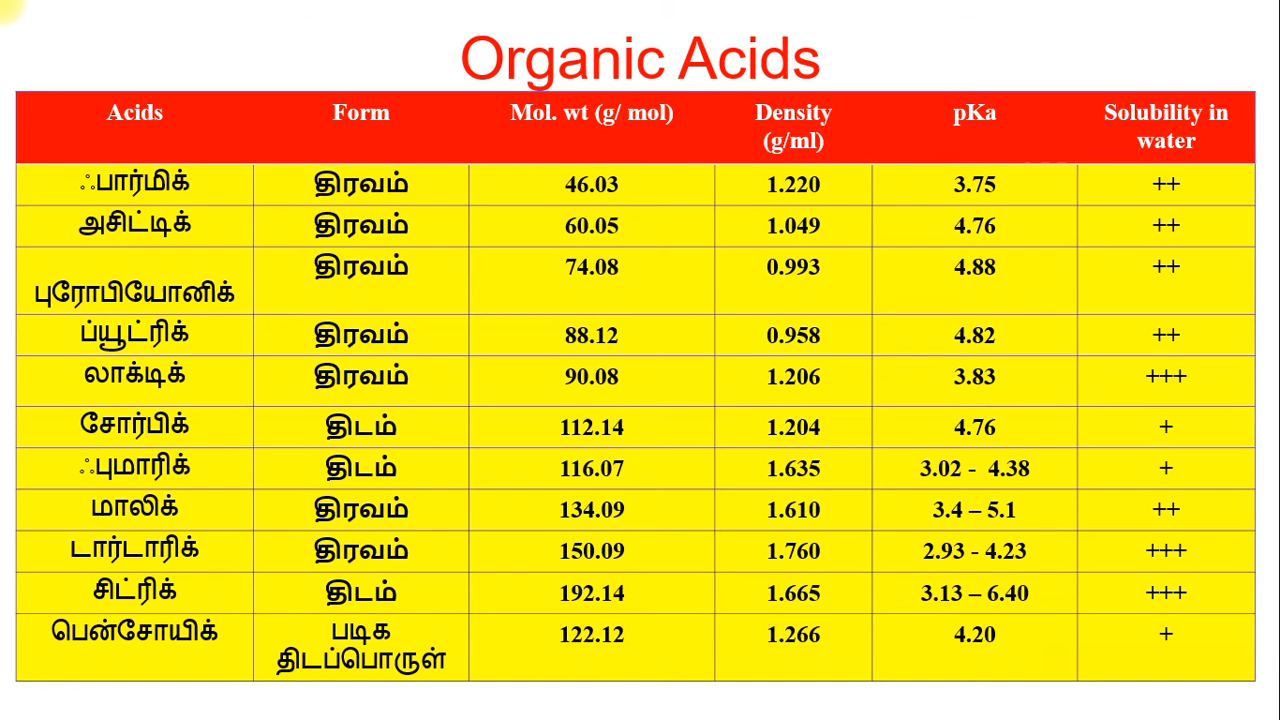 Organic Acids
Acids Form Mol. wt (g/ mol) Density (g/ml) pKa Solubility in water
ஃபார்மிக் திரவம் 46.03 1.220 3.75 ++
அசிட்டிக் திரவம் 60.05 1.049 4.76 ++
புரோபியோனிக் திரவம் 74.08 0.993 4.88 ++
ப்யூட்ரிக் திரவம் 88.12 0.958 4.82 ++
லாக்டிக் திரவம் 90.08 1.206 3.83 +++
சோர்பிக் திடம் 112.14 1.204 4.76 +
ஃபுமாரிக் திடம் 116.07 1.635 3.02 - 4.38 +
மாலிக் திரவம் 134.09 1.610 3.4 – 5.1 ++
டார்டாரிக் திரவம் 150.09 1.760 2.93 - 4.23 +++
சிட்ரிக் திடம் 192.14 1.665 3.13 – 6.40 +++
பென்சோயிக் படிக திடப்பொருள் 122.12 1.266 4.20 +